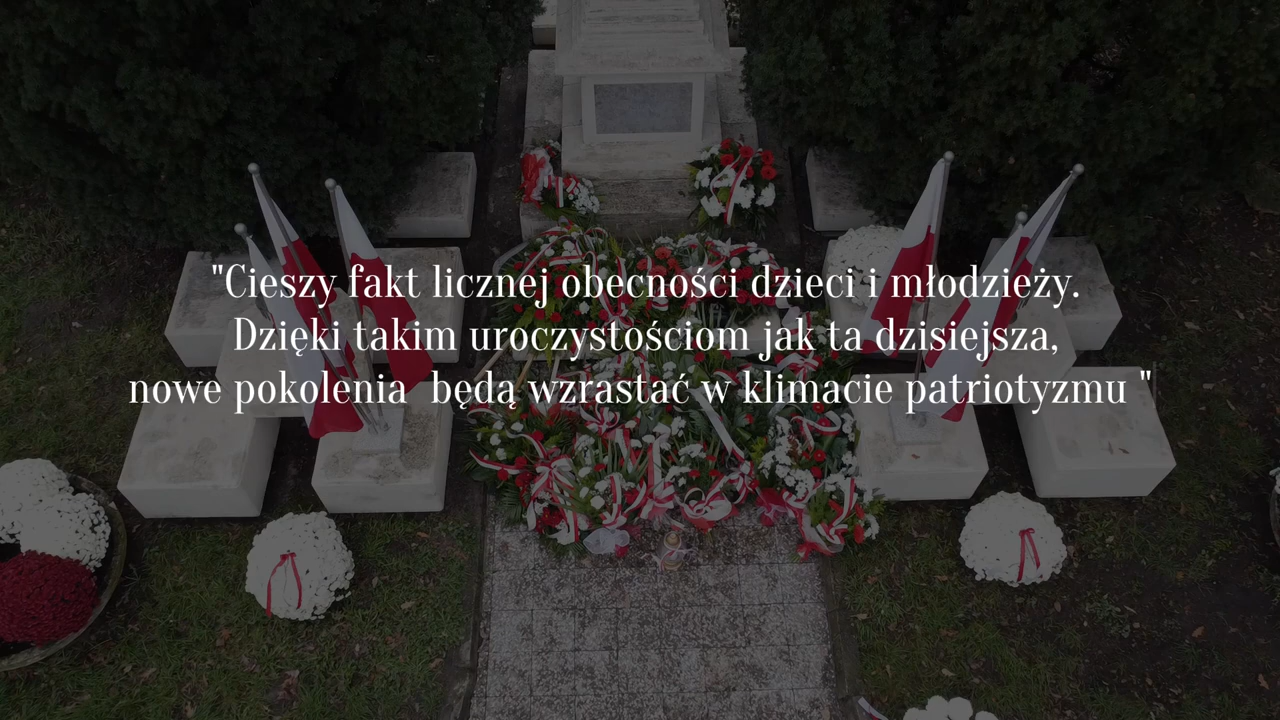 "Cieszy fakt licznej obecności dzieci i młodzieży.
Dzięki takim uroczystościom jak ta dzisiejsza,
nowe pokolenia  będą wzrastać w klimacie patriotyzmu "